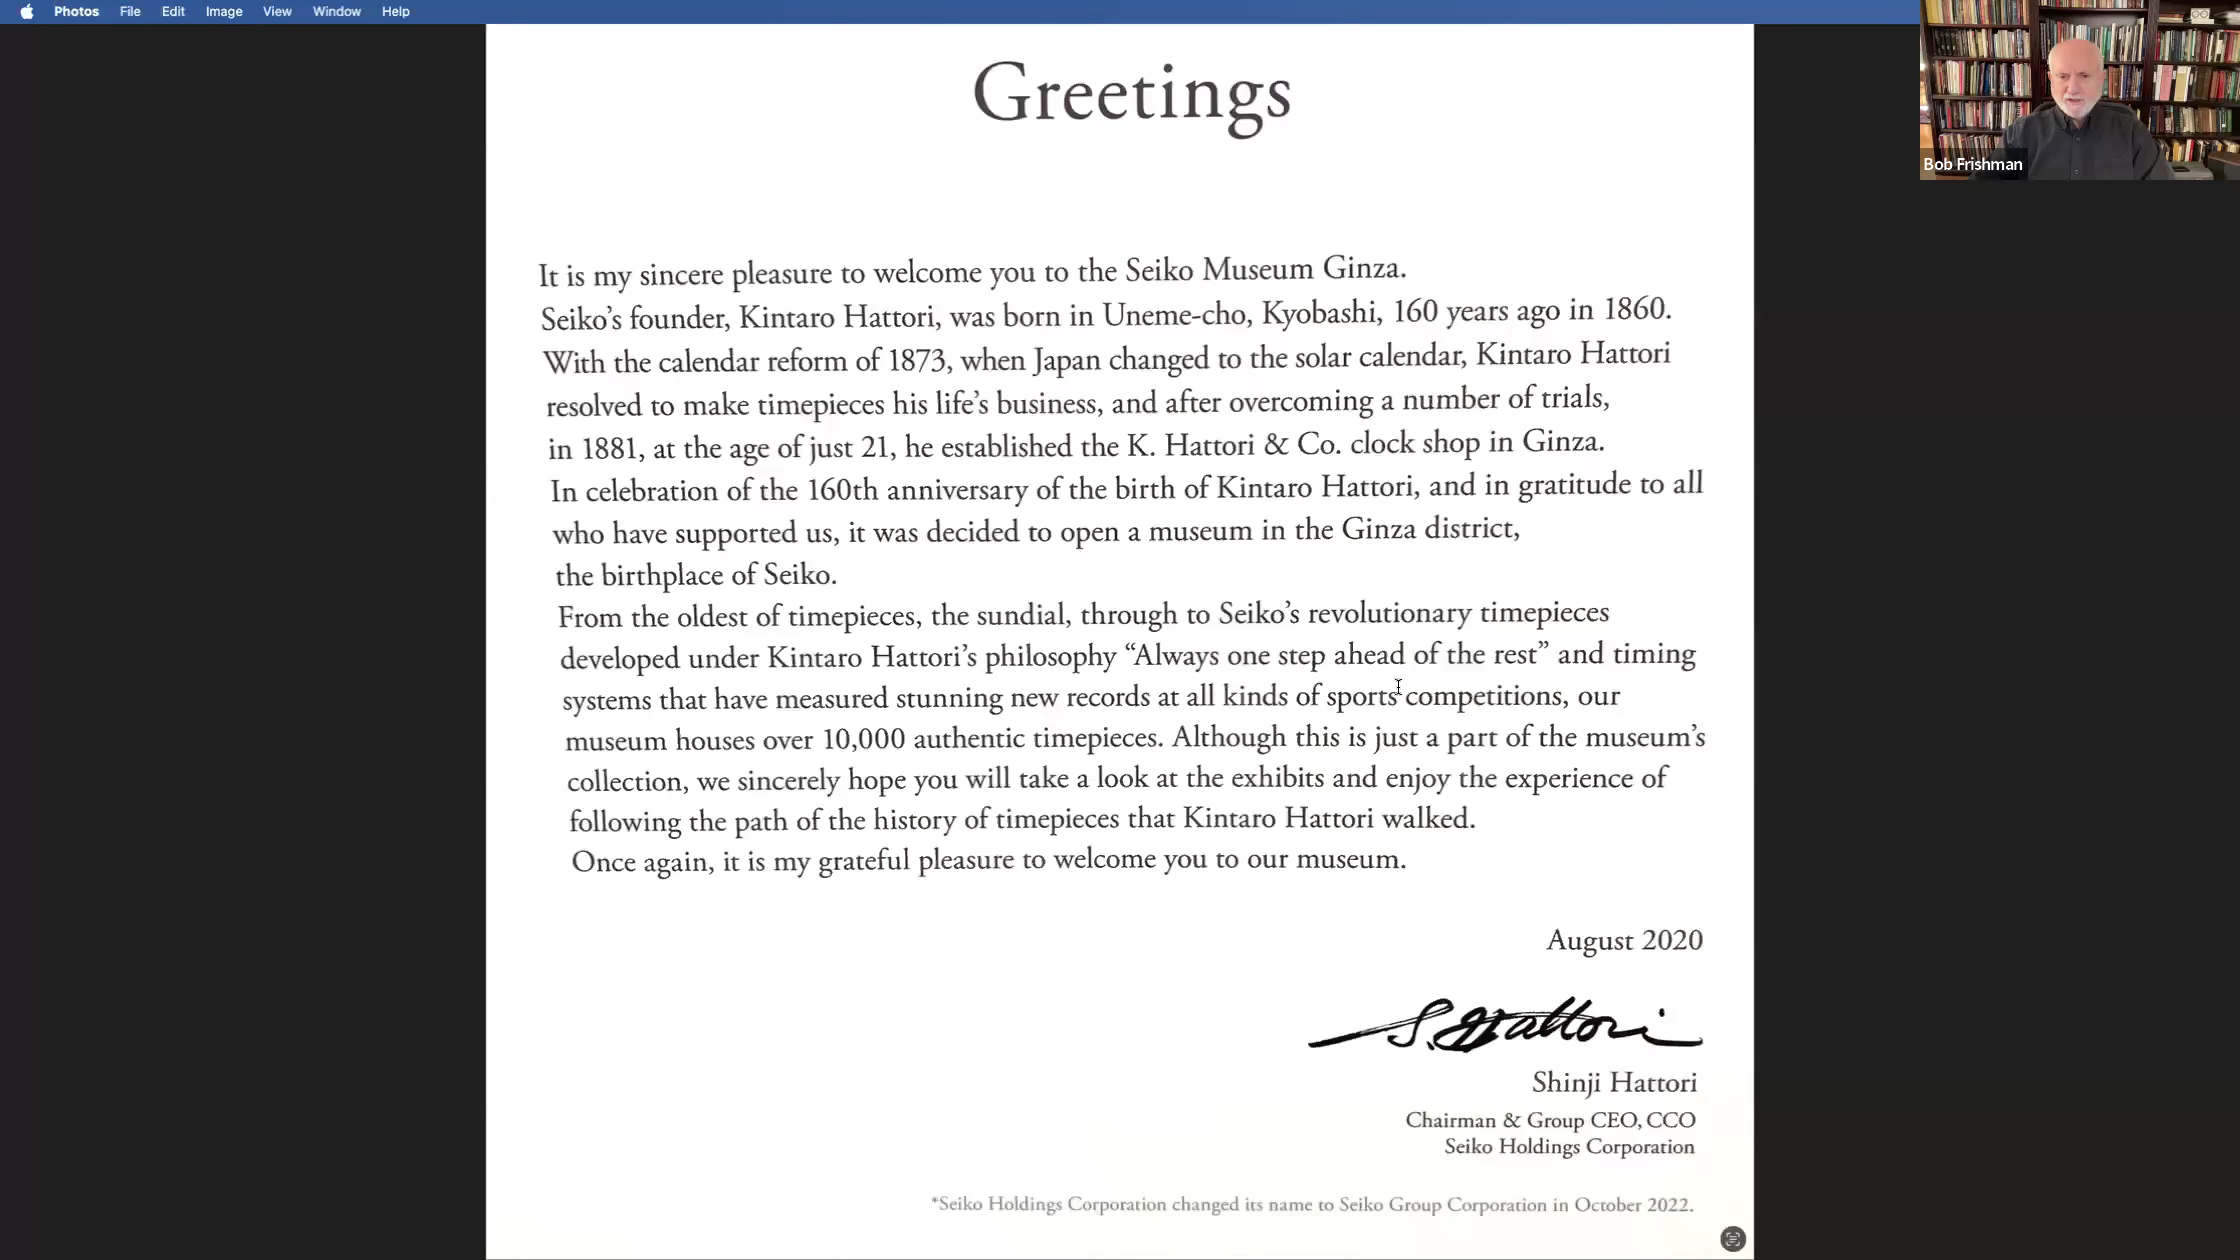 Photos File Edit Image View Window Help
Bob Frishman
Greetings
It is my sincere pleasure to welcome you to the Seiko Museum Ginza.
Seiko’s founder, Kintaro Hattori, was born in Uneme-cho, Kyobashi, 160 years ago in 1860.
With the calendar reform of 1873, when Japan changed to the solar calendar, Kintaro Hattori
resolved to make timepieces his life’s business, and after overcoming a number of trials,
in 1881, at the age of just 21, he established the K. Hattori & Co. clock shop in Ginza.
In celebration of the 160th anniversary of the birth of Kintaro Hattori, and in gratitude to all
who have supported us, it was decided to open a museum in the Ginza district,
the birthplace of Seiko.
From the oldest of timepieces, the sundial, through to Seiko’s revolutionary timepieces
developed under Kintaro Hattori’s philosophy “Always one step ahead of the rest” and timing
systems that have measured stunning new records at all kinds of sports competitions, our
museum houses over 10,000 authentic timepieces. Although this is just a part of the museum’s
collection, we sincerely hope you will take a look at the exhibits and enjoy the experience of
following the path of the history of timepieces that Kintaro Hattori walked.
Once again, it is my grateful pleasure to welcome you to our museum.
August 2020
S. Hattori
Shinji Hattori
Chairman & Group CEO, CCO
Seiko Holdings Corporation
*Seiko Holdings Corporation changed its name to Seiko Group Corporation in October 2022.